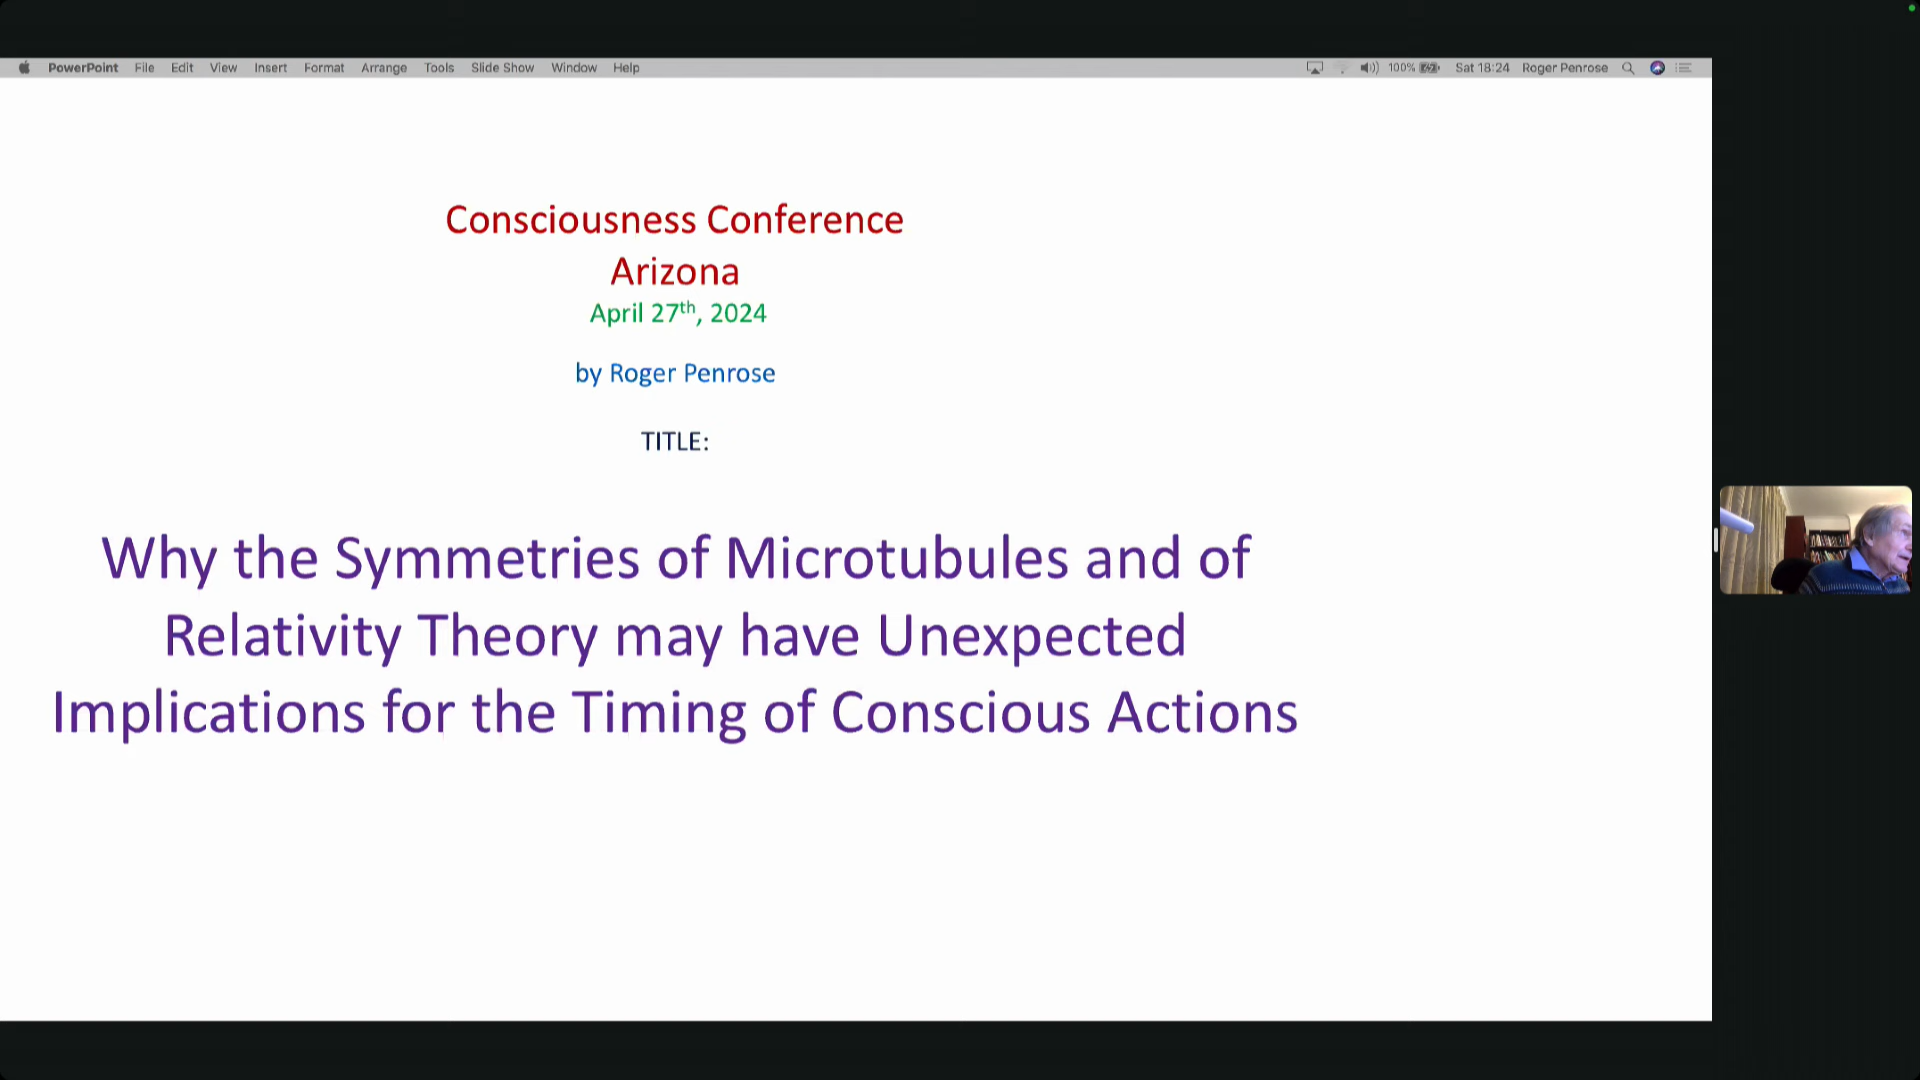 PowerPoint File Edit View Insert Format Arrange Tools Slide Show Window Help 100% Sat 18:24 Roger Penrose
Consciousness Conference
Arizona
April 27th, 2024
by Roger Penrose
TITLE:
Why the Symmetries of Microtubules and of
Relativity Theory may have Unexpected
Implications for the Timing of Conscious Actions